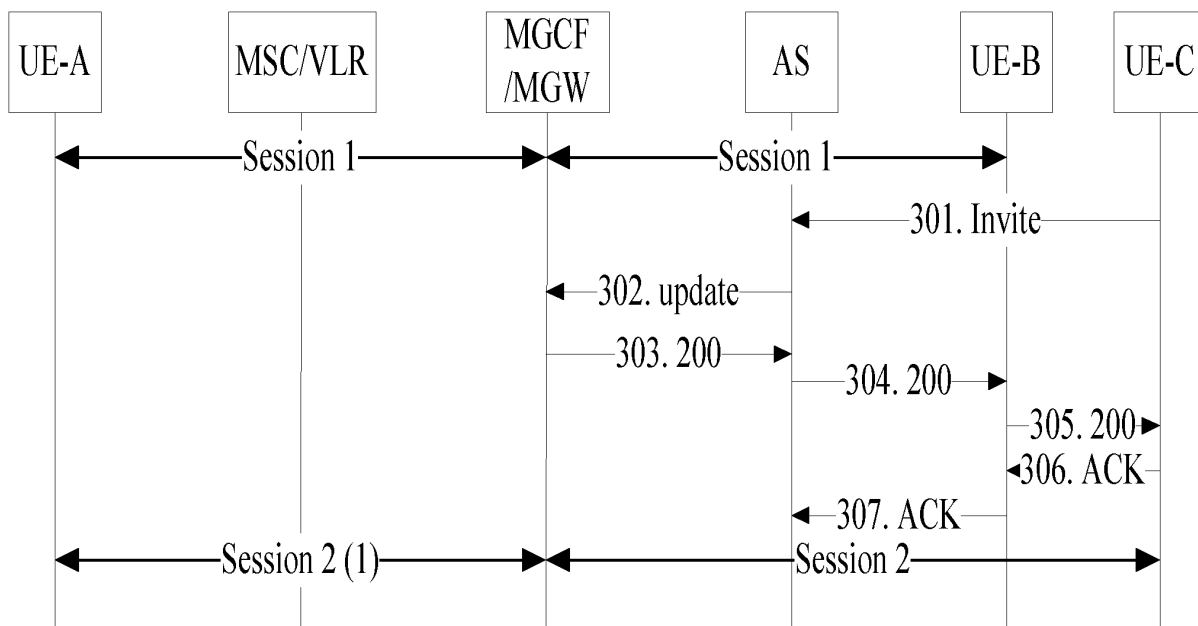 UE-A
MSC/VLR
MGCF
/MGW
AS
UE-B
UE-C
Session 1
Session 1
301. Invite
302. update
303. 200
304. 200
305. 200
306. ACK
307. ACK
Session 2 (1)
Session 2